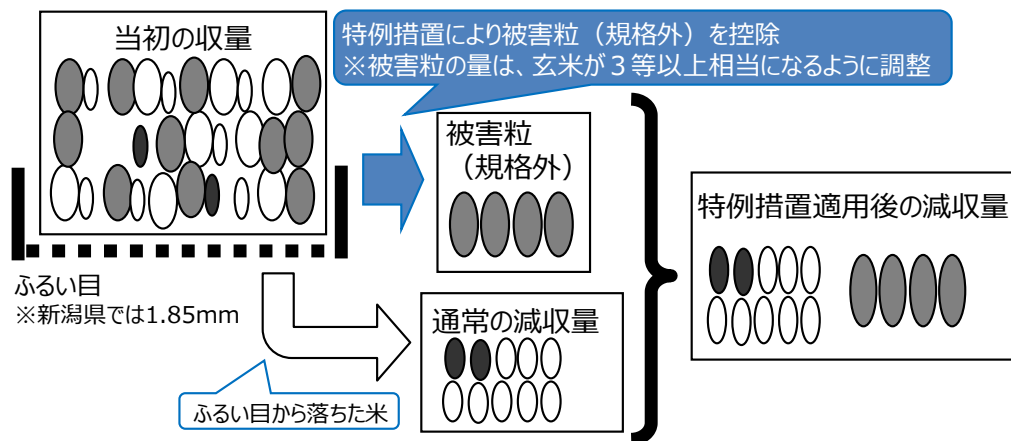 当初の収量
特例措置により被害粒（規格外）を控除
※被害粒の量は、玄米が３等以上相当になるように調整
被害粒
（規格外）
特例措置適用後の減収量
ふるい目
※新潟県では1.85mm
通常の減収量
ふるい目から落ちた米